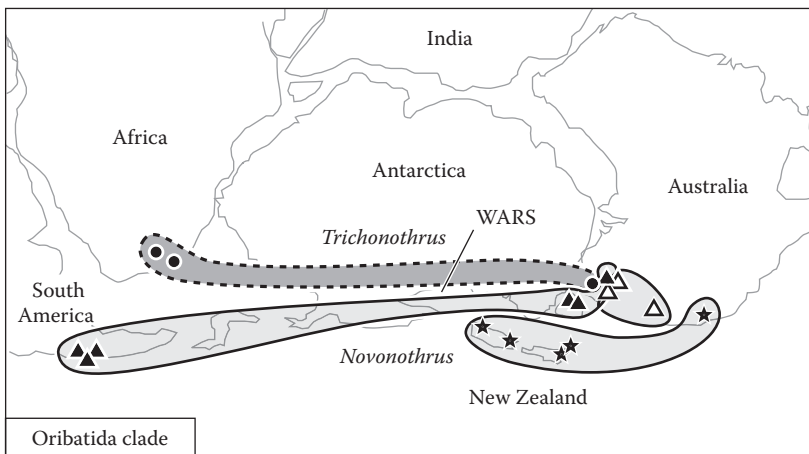 India
Africa
Antarctica
Australia
WARS
Trichonothrus
South
America
Novonothrus
New Zealand
Oribatida clade